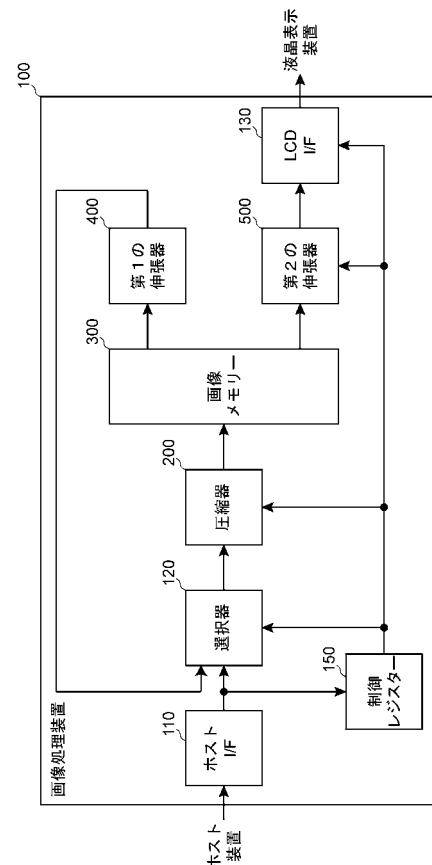 画像処理装置
100
ホスト
装置
110
ホスト
I/F
120
選択器
200
圧縮器
300
画像
メモリー
400
第1の
伸張器
500
第2の
伸張器
130
LCD
I/F
液晶表示
装置
150
制御
レジスター